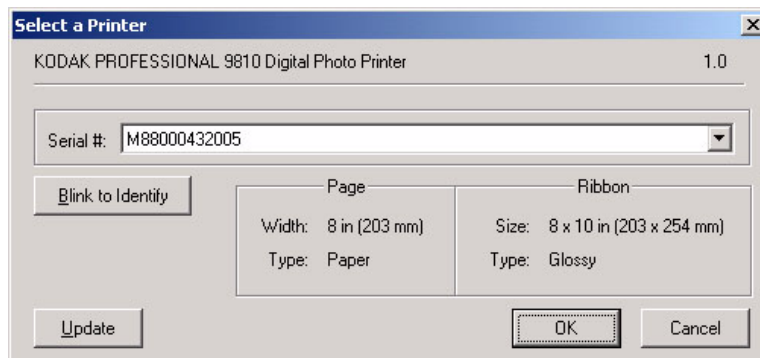 Select a Printer
KODAK PROFESSIONAL 9810 Digital Photo Printer 1.0
Serial #: M88000432005
Blink to Identify
Page
Width: 8 in (203 mm)
Type: Paper
Ribbon
Size: 8 x 10 in (203 x 254 mm)
Type: Glossy
Update
OK
Cancel